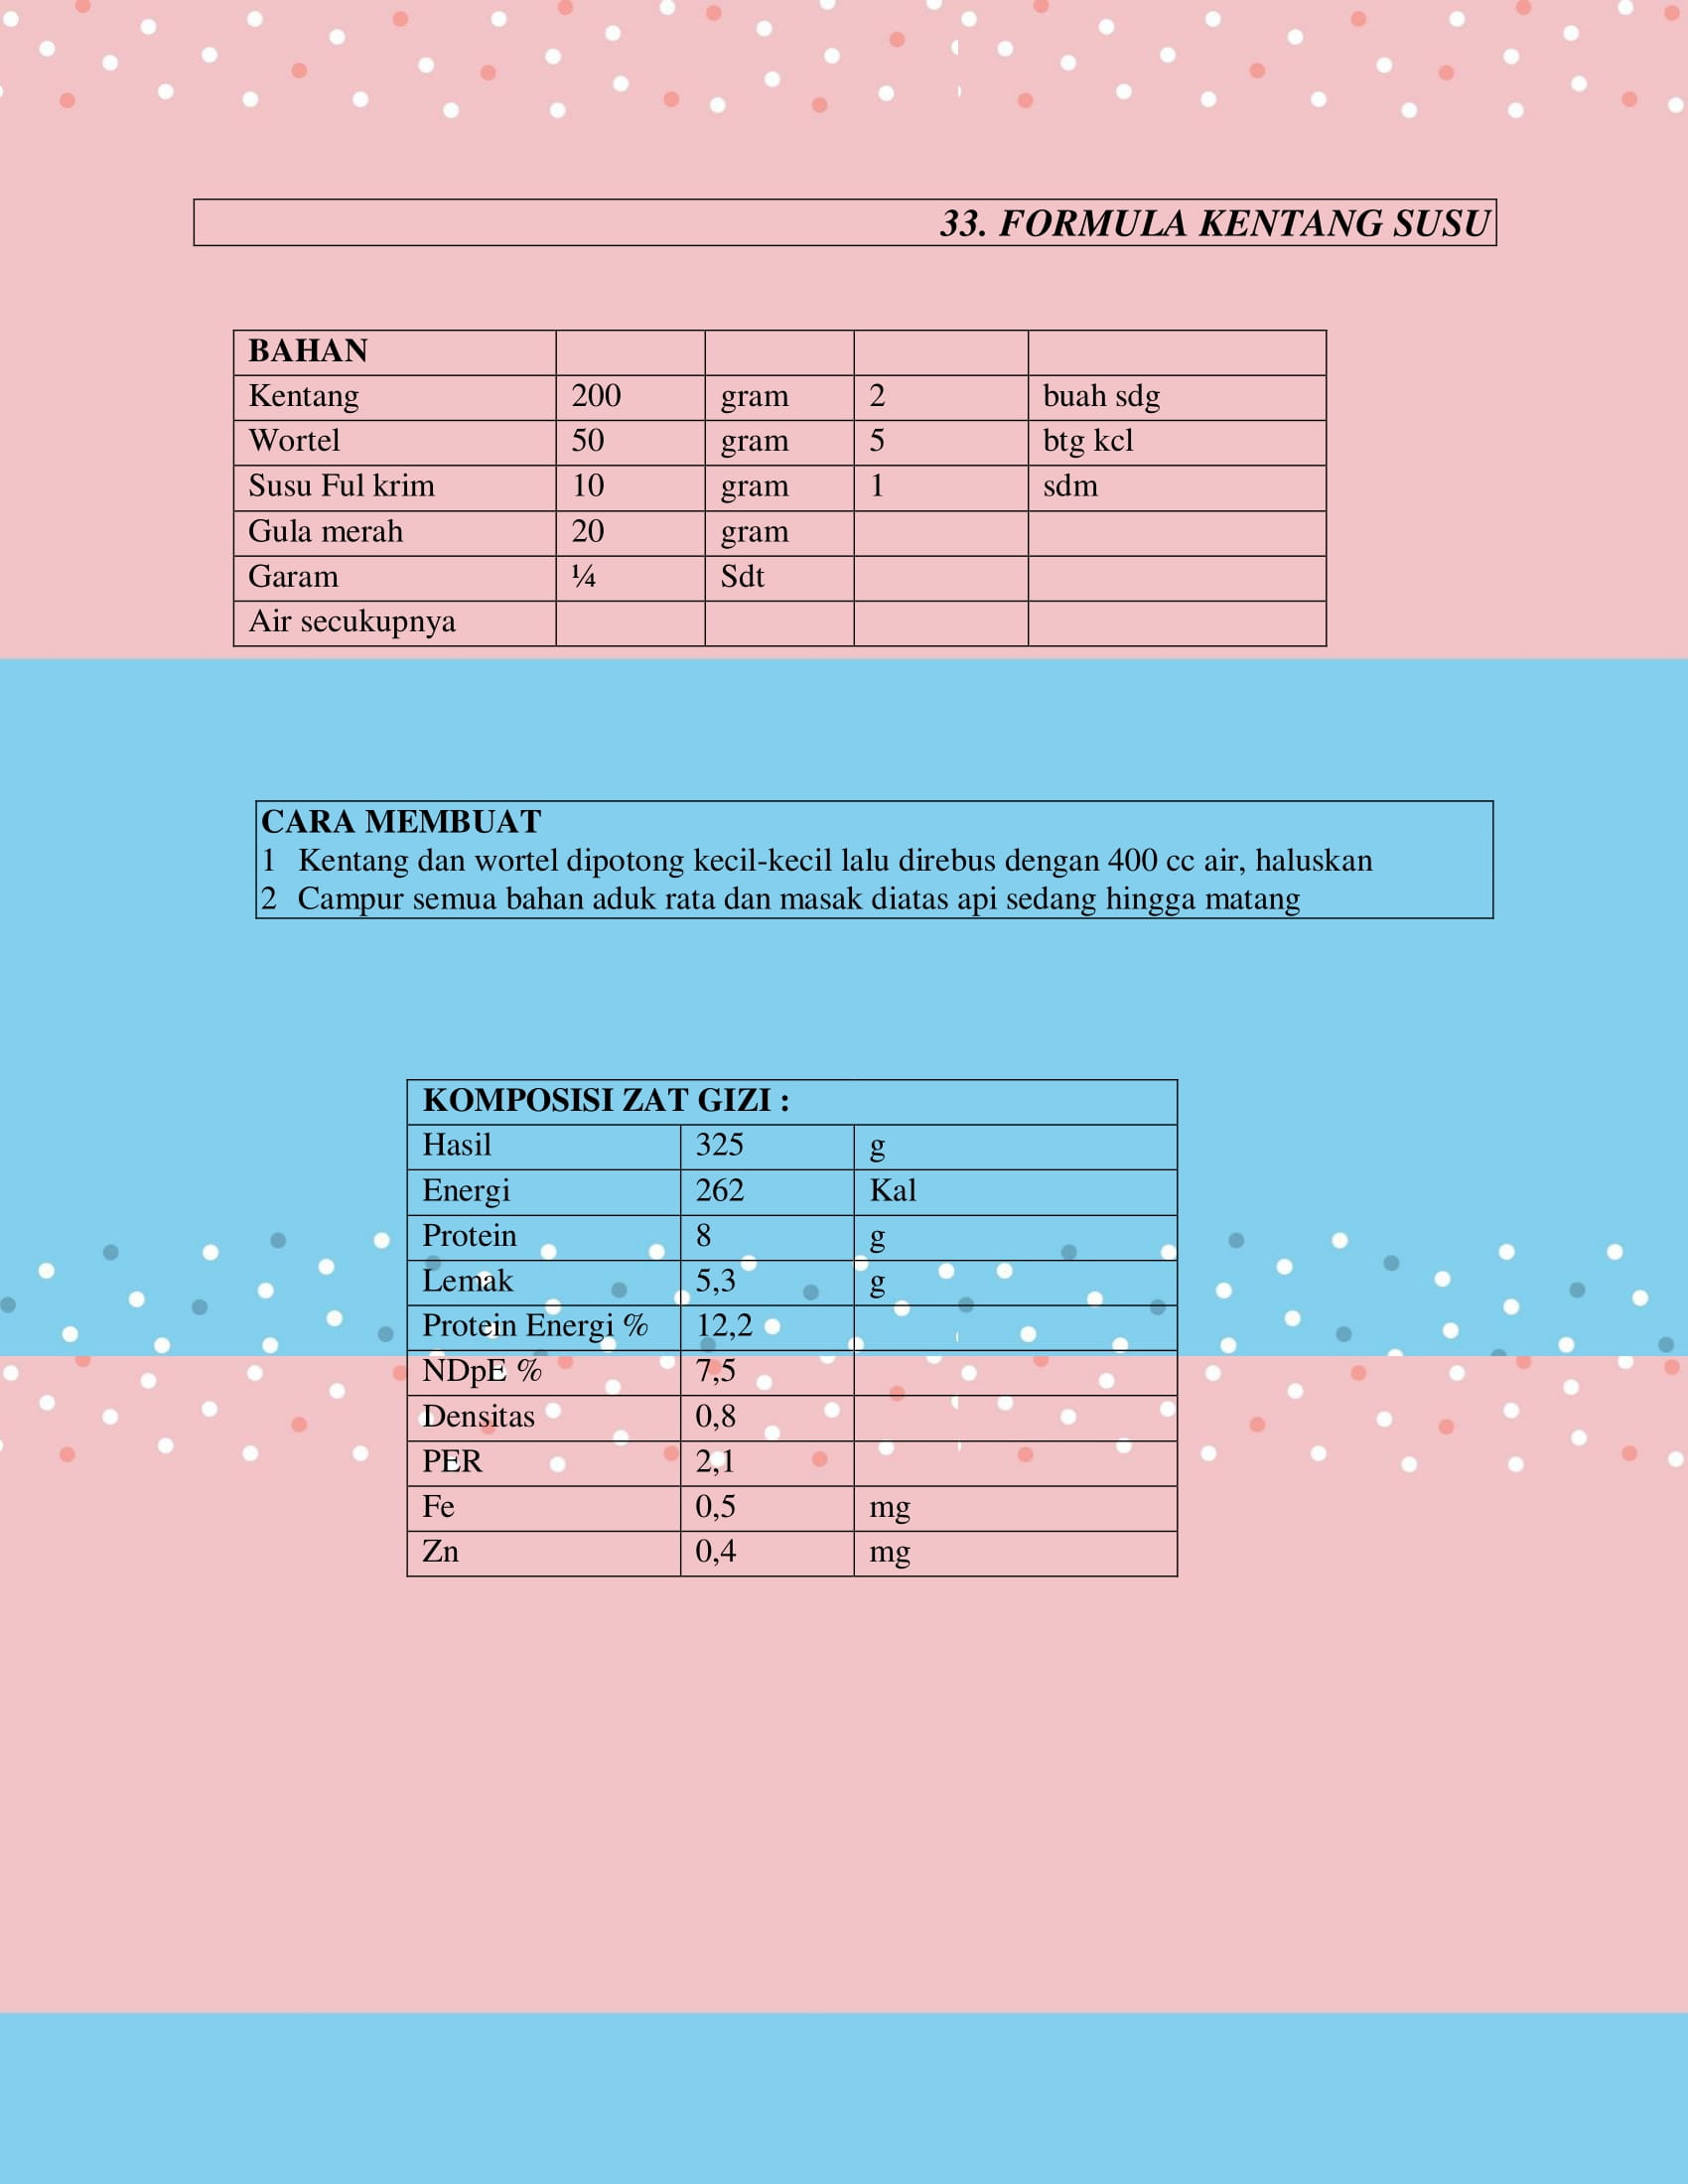 33. FORMULA KENTANG SUSU
BAHAN
Kentang 200 gram 2 buah sdg
Wortel 50 gram 5 btg kcl
Susu Ful krim 10 gram 1 sdm
Gula merah 20 gram
Garam ¼ Sdt
Air secukupnya
CARA MEMBUAT
1 Kentang dan wortel dipotong kecil-kecil lalu direbus dengan 400 cc air, haluskan
2 Campur semua bahan aduk rata dan masak diatas api sedang hingga matang
KOMPOSISI ZAT GIZI :
Hasil 325 g
Energi 262 Kal
Protein 8 g
Lemak 5,3 g
Protein Energi % 12,2
NDpE % 7,5
Densitas 0,8
PER 2,1
Fe 0,5 mg
Zn 0,4 mg